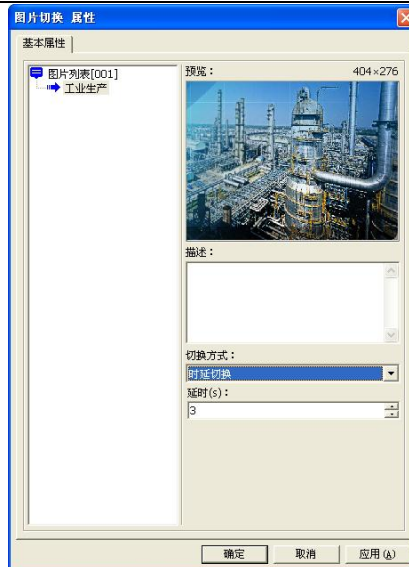 图片切换 属性
基本属性
图片列表[001]
工业生产
预览：
404×276
描述：
切换方式：
时延切换
延时(s)：
3
确定
取消
应用(A)